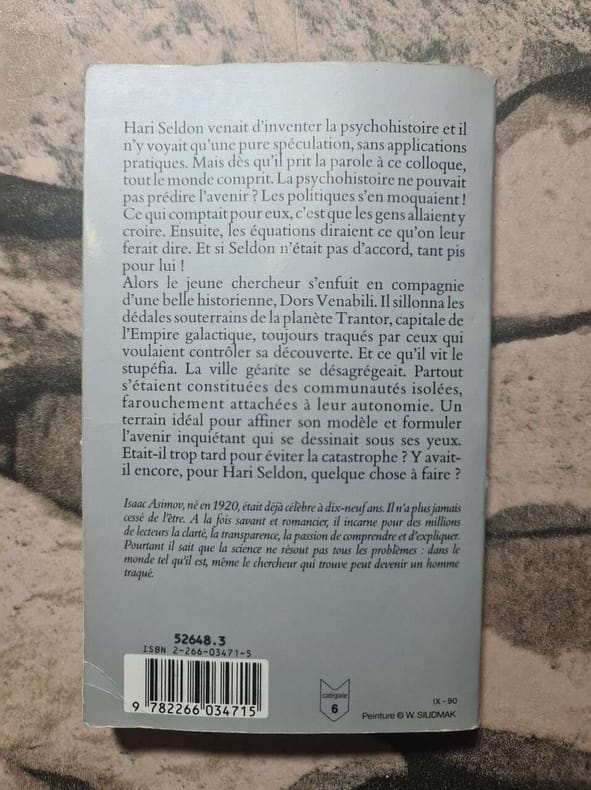 Hari Seldon venait d'inventer la psychohistoire et il
n'y voyait qu'une pure spéculation, sans applications
pratiques. Mais dès qu'il prit la parole à ce colloque,
tout le monde comprit. La psychohistoire ne pouvait
pas prédire l'avenir ? Les politiques s'en moquaient !
Ce qui comptait pour eux, c'est que les gens allaient y
croire. Ensuite, les équations diraient ce qu'on leur
ferait dire. Et si Seldon n'était pas d'accord, tant pis
pour lui !
Alors le jeune chercheur s'enfuit en compagnie
d'une belle historienne, Dors Venabili. Il sillonna les
dédales souterrains de la planète Trantor, capitale de
l'Empire galactique, toujours traqués par ceux qui
voulaient contrôler sa découverte. Et ce qu'il vit le
stupéfia. La ville géante se désagrégeait. Partout
s'étaient constituées des communautés isolées,
farouchement attachées à leur autonomie. Un
terrain idéal pour affiner son modèle et formuler
l'avenir inquiétant qui se dessinait sous ses yeux.
Etait-il trop tard pour éviter la catastrophe ? Y avait-
il encore, pour Hari Seldon, quelque chose à faire ?
Isaac Asimov, né en 1920, était déjà célèbre à dix-neuf ans. Il n'a plus jamais
cessé de l'être. A la fois savant et romancier, il incarne pour des millions
de lecteurs la clarté, la transparence, la passion de comprendre et d'expliquer.
Pourtant il sait que la science ne résout pas tous les problèmes : dans le
monde tel qu'il est, même le chercheur qui trouve peut devenir un homme
traqué.
52648.3
ISBN 2-266-03471-5
9 782266 034715
catégorie
6
IX - 90
Peinture © W. SIUDMAK